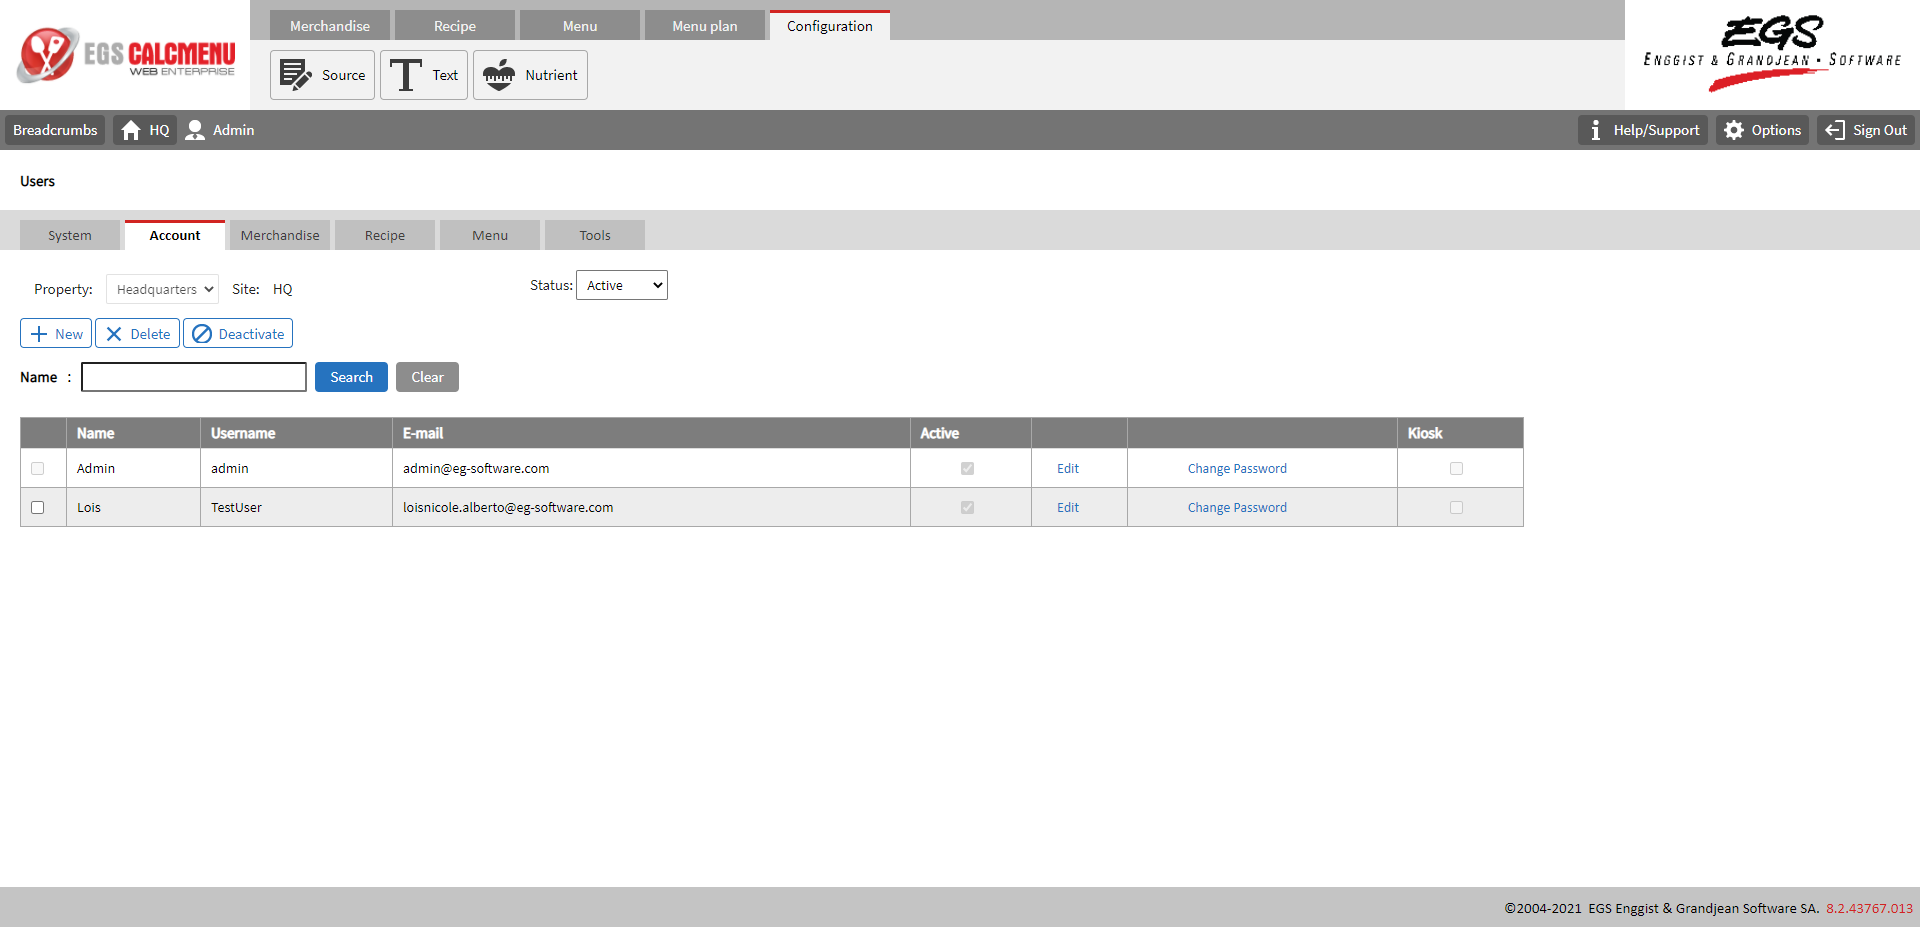 EGS CALCMENU
WEB ENTERPRISE
Merchandise
Recipe
Menu
Menu plan
Configuration
Source
Text
Nutrient
EGS
ENGGIST & GRANDJEAN • SOFTWARE
Breadcrumbs
HQ
Admin
Help/Support
Options
Sign Out
Users
System
Account
Merchandise
Recipe
Menu
Tools
Property: Headquarters Site: HQ
Status: Active
New
Delete
Deactivate
Name :
Search
Clear
Name Username E-mail Active Kiosk
Admin admin admin@eg-software.com Edit Change Password
Lois TestUser loisnicole.alberto@eg-software.com Edit Change Password
©2004-2021 EGS Enggist & Grandjean Software SA. 8.2.43767.013